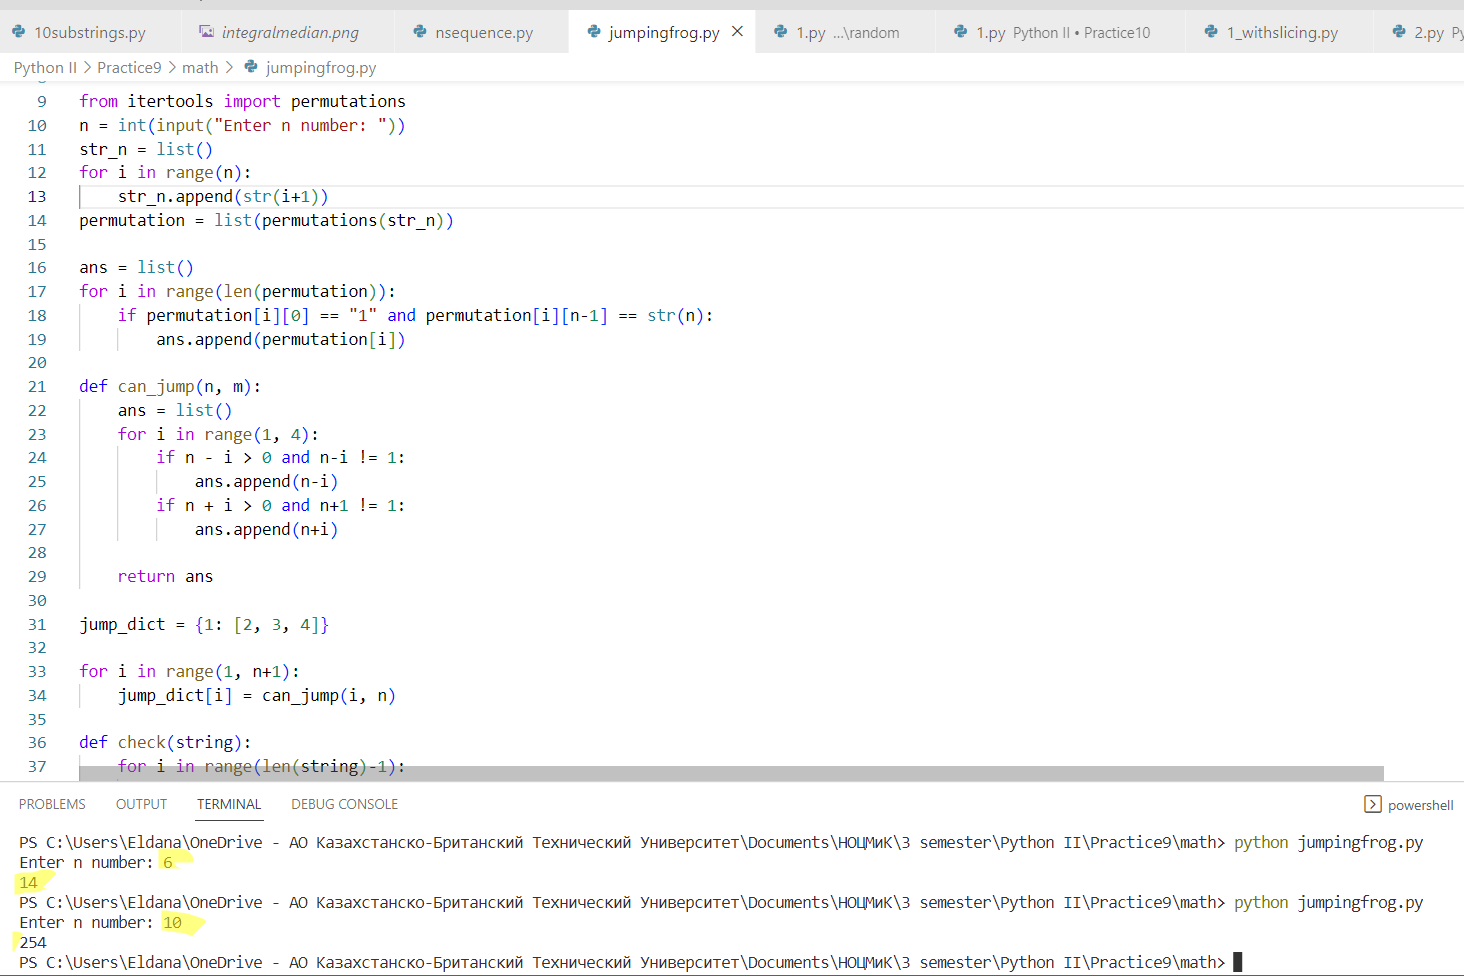 10substrings.py integralmedian.png nsequence.py jumpingfrog.py 1.py ...\random 1.py Python II • Practice10 1_withslicing.py 2.py Py
Python II > Practice9 > math > jumpingfrog.py
9 from itertools import permutations
10 n = int(input("Enter n number: "))
11 str_n = list()
12 for i in range(n):
13 str_n.append(str(i+1))
14 permutation = list(permutations(str_n))
15
16 ans = list()
17 for i in range(len(permutation)):
18 if permutation[i][0] == "1" and permutation[i][n-1] == str(n):
19 ans.append(permutation[i])
20
21 def can_jump(n, m):
22 ans = list()
23 for i in range(1, 4):
24 if n - i > 0 and n-i != 1:
25 ans.append(n-i)
26 if n + i > 0 and n+1 != 1:
27 ans.append(n+i)
28
29 return ans
30
31 jump_dict = {1: [2, 3, 4]}
32
33 for i in range(1, n+1):
34 jump_dict[i] = can_jump(i, n)
35
36 def check(string):
37 for i in range(len(string)-1):
PROBLEMS OUTPUT TERMINAL DEBUG CONSOLE powershell
PS C:\Users\Eldana\OneDrive - АО Казахстанско-Британский Технический Университет\Documents\НОЦМиК\3 semester\Python II\Practice9\math> python jumpingfrog.py
Enter n number: 6
14
PS C:\Users\Eldana\OneDrive - АО Казахстанско-Британский Технический Университет\Documents\НОЦМиК\3 semester\Python II\Practice9\math> python jumpingfrog.py
Enter n number: 10
254
PS C:\Users\Eldana\OneDrive - АО Казахстанско-Британский Технический Университет\Documents\НОЦМиК\3 semester\Python II\Practice9\math>